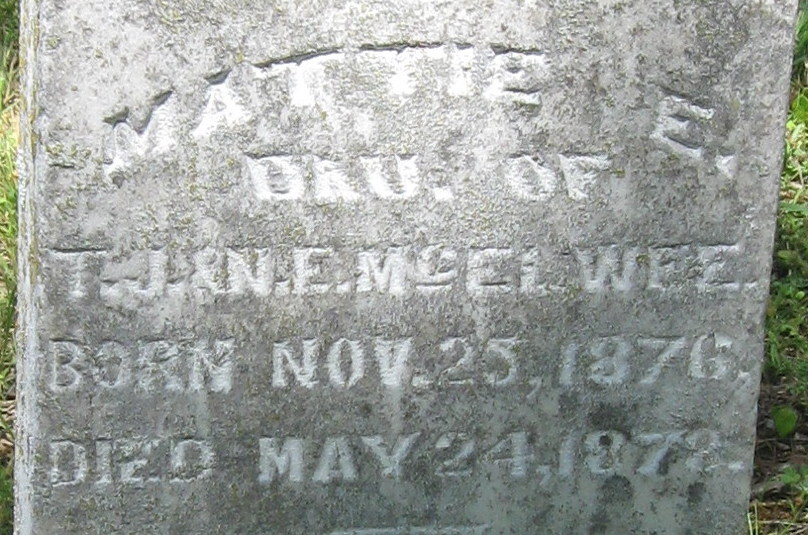 MATTIE E.
DAU. OF
T. J. & N. E. McELWEE.
BORN NOV. 25, 1876.
DIED MAY 24, 1878.